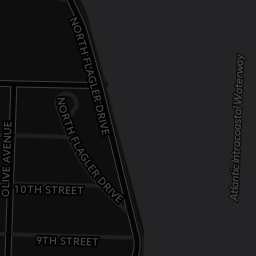 NORTH FLAGLER DRIVE
Atlantic Intracoastal Waterway
NORTH FLAGLER DRIVE
OLIVE AVENUE
10TH STREET
9TH STREET